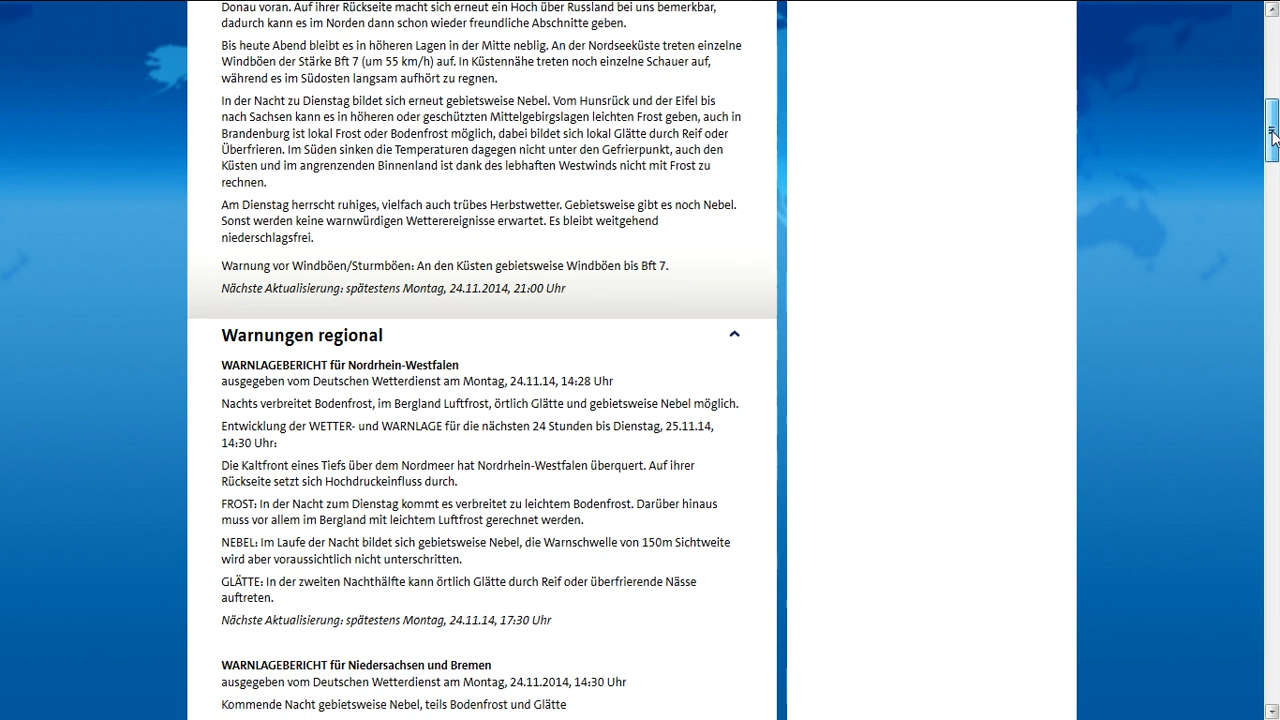 Donau voran. Auf ihrer Rückseite macht sich erneut ein Hoch über Russland bei uns bemerkbar,
dadurch kann es im Norden dann schon wieder freundliche Abschnitte geben.
Bis heute Abend bleibt es in höheren Lagen in der Mitte neblig. An der Nordseeküste treten einzelne
Windböen der Stärke Bft 7 (um 55 km/h) auf. In Küstennähe treten noch einzelne Schauer auf,
während es im Südosten langsam aufhört zu regnen.
In der Nacht zu Dienstag bildet sich erneut gebietsweise Nebel. Vom Hunsrück und der Eifel bis
nach Sachsen kann es in höheren oder geschützten Mittelgebirgslagen leichten Frost geben, auch in
Brandenburg ist lokal Frost oder Bodenfrost möglich, dabei bildet sich lokal Glätte durch Reif oder
Überfrieren. Im Süden sinken die Temperaturen dagegen nicht unter den Gefrierpunkt, auch den
Küsten und im angrenzenden Binnenland ist dank des lebhaften Westwinds nicht mit Frost zu
rechnen.
Am Dienstag herrscht ruhiges, vielfach auch trübes Herbstwetter. Gebietsweise gibt es noch Nebel.
Sonst werden keine warnwürdigen Wetterereignisse erwartet. Es bleibt weitgehend
niederschlagsfrei.
Warnung vor Windböen/Sturmböen: An den Küsten gebietsweise Windböen bis Bft 7.
Nächste Aktualisierung: spätestens Montag, 24.11.2014, 21:00 Uhr
Warnungen regional
WARNLAGEBERICHT für Nordrhein-Westfalen
ausgegeben vom Deutschen Wetterdienst am Montag, 24.11.14, 14:28 Uhr
Nachts verbreitet Bodenfrost, im Bergland Luftfrost, örtlich Glätte und gebietsweise Nebel möglich.
Entwicklung der WETTER- und WARNLAGE für die nächsten 24 Stunden bis Dienstag, 25.11.14,
14:30 Uhr:
Die Kaltfront eines Tiefs über dem Nordmeer hat Nordrhein-Westfalen überquert. Auf ihrer
Rückseite setzt sich Hochdruckeinfluss durch.
FROST: In der Nacht zum Dienstag kommt es verbreitet zu leichtem Bodenfrost. Darüber hinaus
muss vor allem im Bergland mit leichtem Luftfrost gerechnet werden.
NEBEL: Im Laufe der Nacht bildet sich gebietsweise Nebel, die Warnschwelle von 150m Sichtweite
wird aber voraussichtlich nicht unterschritten.
GLÄTTE: In der zweiten Nachthälfte kann örtlich Glätte durch Reif oder überfrierende Nässe
auftreten.
Nächste Aktualisierung: spätestens Montag, 24.11.14, 17:30 Uhr
WARNLAGEBERICHT für Niedersachsen und Bremen
ausgegeben vom Deutschen Wetterdienst am Montag, 24.11.2014, 14:30 Uhr
Kommende Nacht gebietsweise Nebel, teils Bodenfrost und Glätte